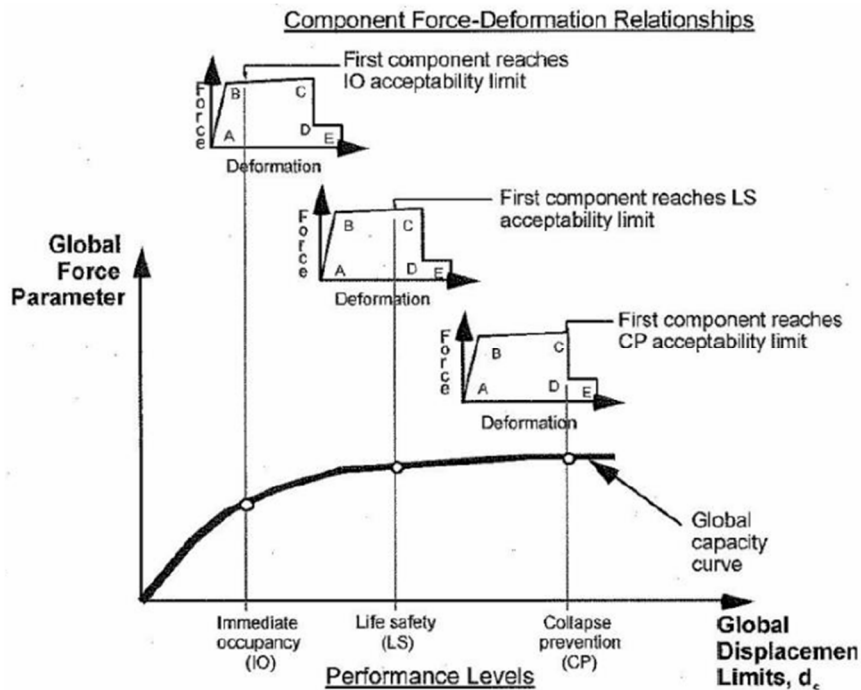 Component Force-Deformation Relationships
First component reaches
IO acceptability limit
Force
B
C
A
D
E
Deformation
First component reaches LS
acceptability limit
Force
B
C
A
D
E
Deformation
First component reaches
CP acceptability limit
Force
B
C
A
D
E
Deformation
Global
Force
Parameter
Global
capacity
curve
Immediate
occupancy
(IO)
Life safety
(LS)
Collapse
prevention
(CP)
Global
Displacemen
Limits, d
Performance Levels